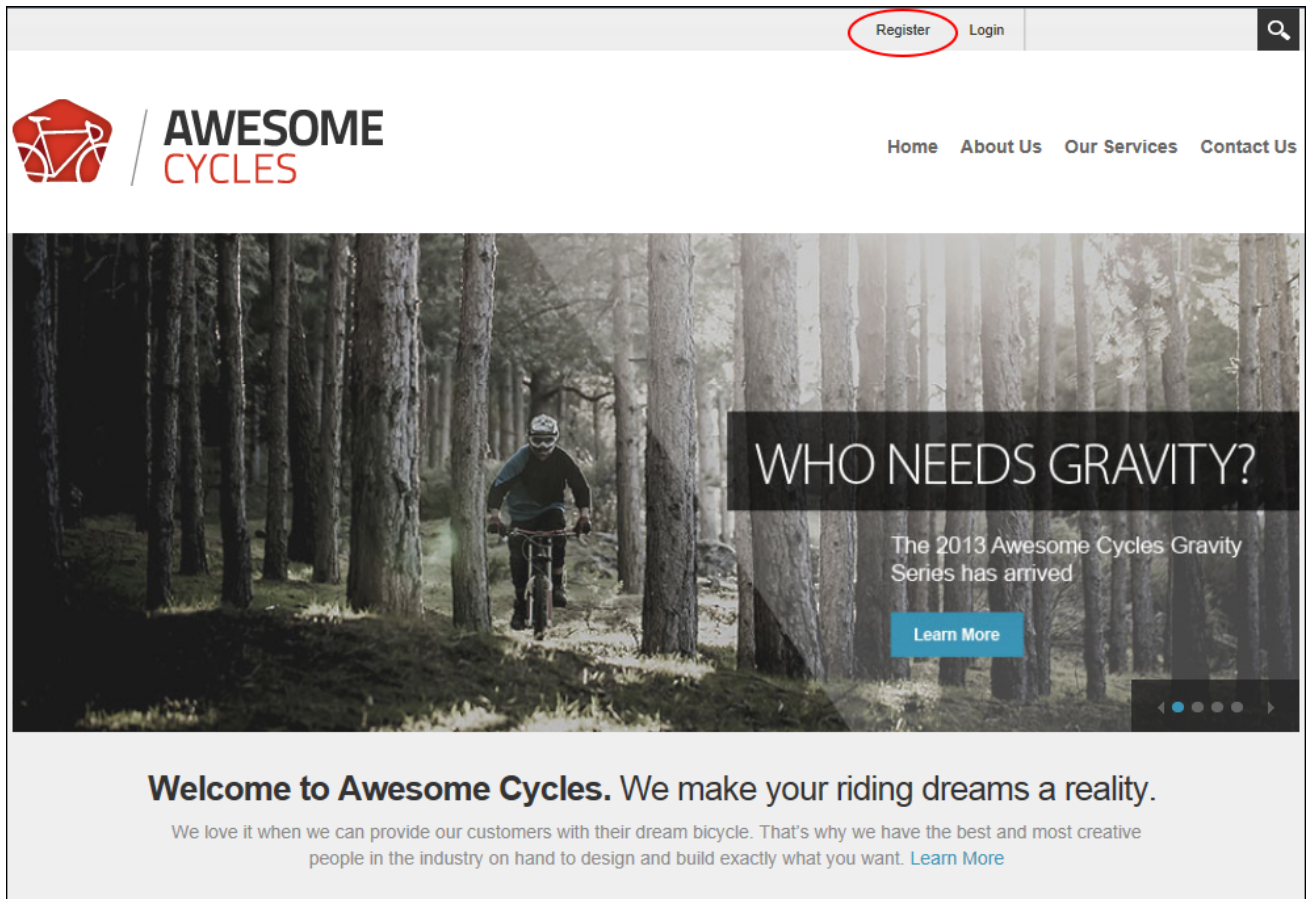 Register Login
AWESOME
CYCLES
Home About Us Our Services Contact Us
WHO NEEDS GRAVITY?
The 2013 Awesome Cycles Gravity
Series has arrived
Learn More
Welcome to Awesome Cycles. We make your riding dreams a reality.
We love it when we can provide our customers with their dream bicycle. That's why we have the best and most creative
people in the industry on hand to design and build exactly what you want. Learn More